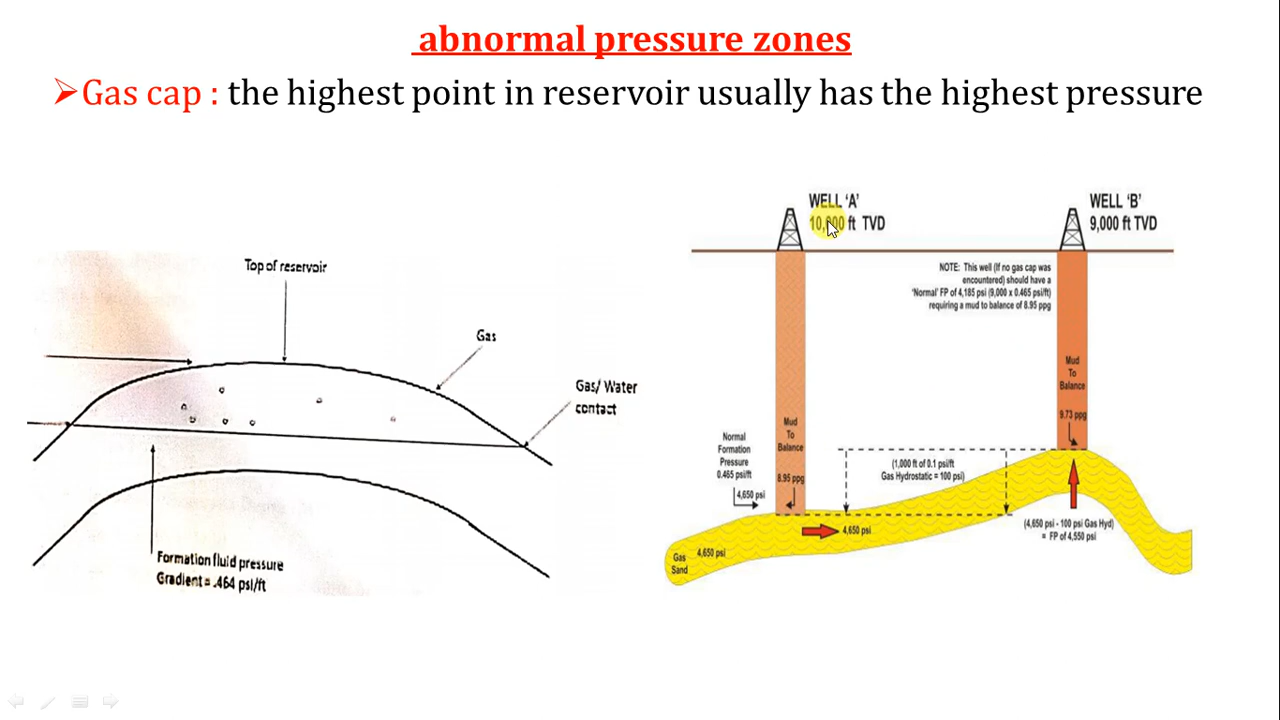 abnormal pressure zones
➢Gas cap : the highest point in reservoir usually has the highest pressure
Top of reservoir
Gas
Gas/ Water
contact
Formation fluid pressure
Gradient = .464 psi/ft
WELL 'A'
10,000 ft TVD
WELL 'B'
9,000 ft TVD
NOTE: This well (If no gas cap was
encountered) should have a
'Normal' FP of 4,185 psi (9,000 x 0.465 psi/ft)
requiring a mud to balance of 8.95 ppg
Mud
To
Balance
9.73 ppg
Mud
To
Balance
8.95 ppg
Normal
Formation
Pressure
0.465 psi/ft
4,650 psi
(1,000 ft of 0.1 psi/ft
Gas Hydrostatic = 100 psi)
4,650 psi
(4,650 psi - 100 psi Gas Hyd)
= FP of 4,550 psi
Gas
Sand
4,650 psi